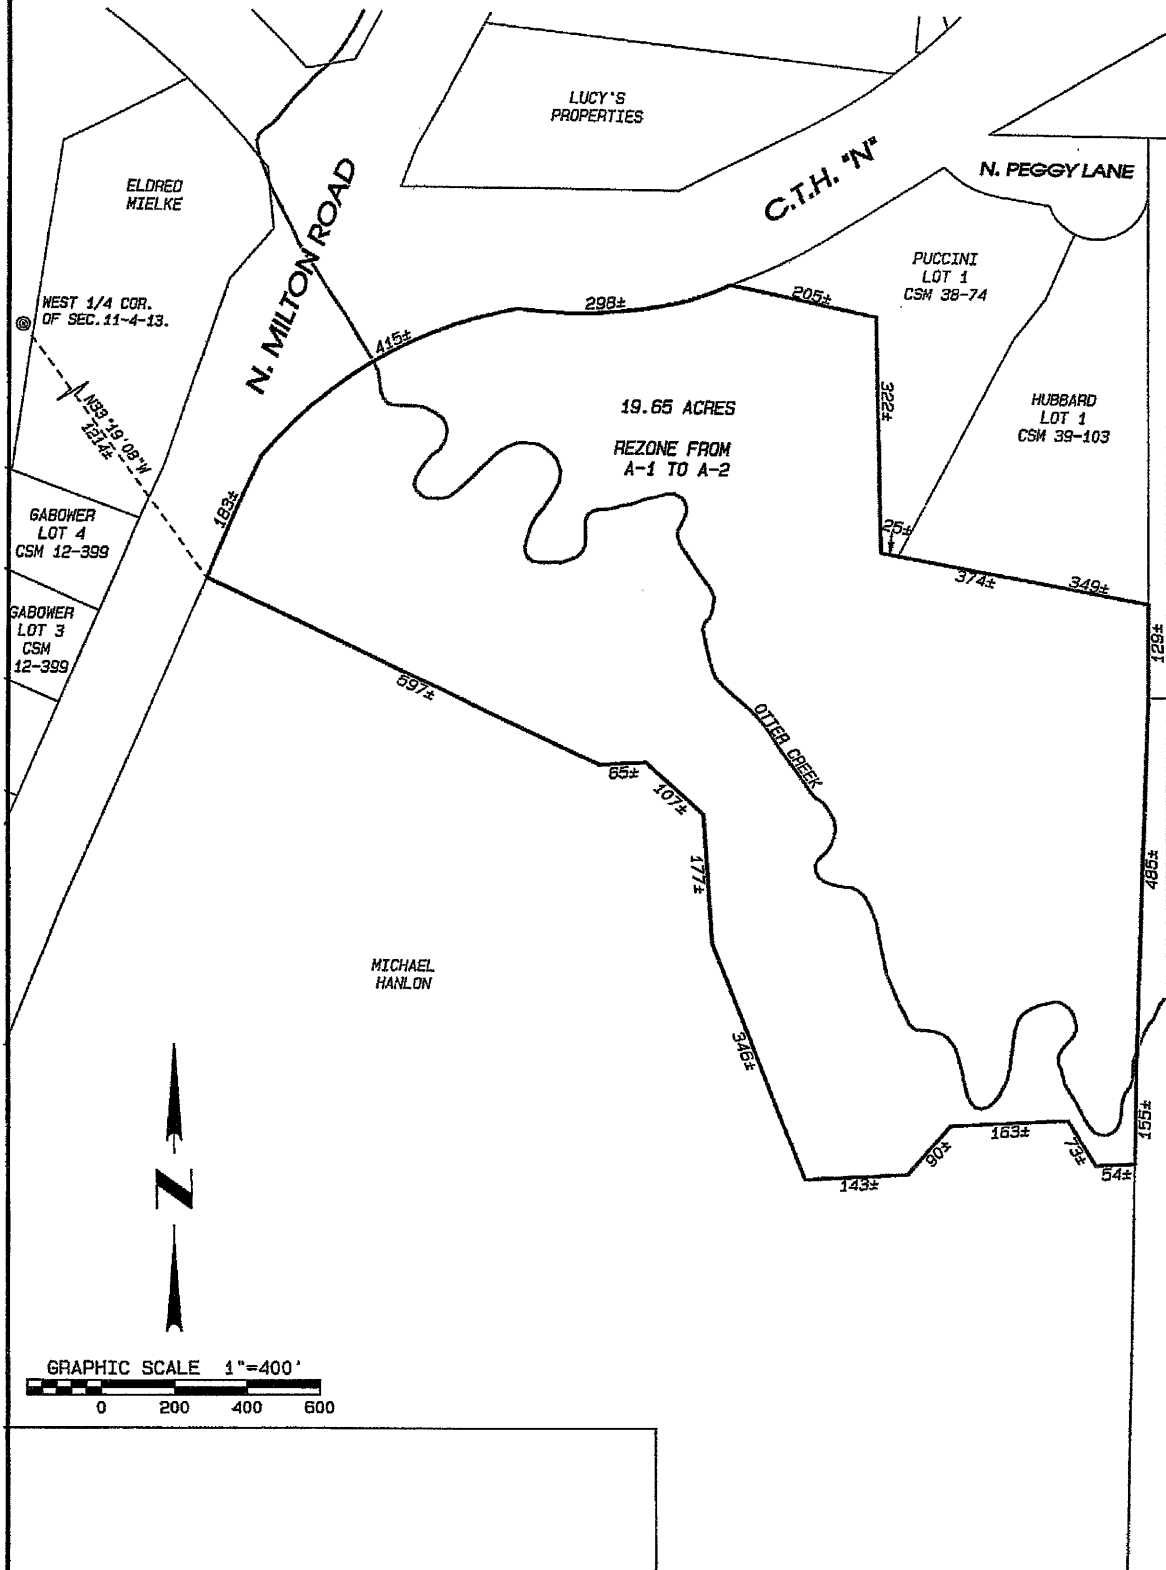 LUCY'S
PROPERTIES
C.T.H. "N"
N. PEGGY LANE
ELDRED
MIELKE
N. MILTON ROAD
PUCCINI
LOT 1
CSM 38-74
WEST 1/4 COR.
OF SEC.11-4-13.
298±
205±
415±
N33°19'08"W
1214±
19.65 ACRES
REZONE FROM
A-1 TO A-2
322±
HUBBARD
LOT 1
CSM 39-103
183±
GABOWER
LOT 4
CSM 12-399
25±
374±
349±
GABOWER
LOT 3
CSM
12-399
129±
597±
OTTER CREEK
65±
107±
177±
485±
MICHAEL
HANLON
346±
155±
163±
90±
73±
143±
54±
N
GRAPHIC SCALE 1"=400'
0 200 400 600